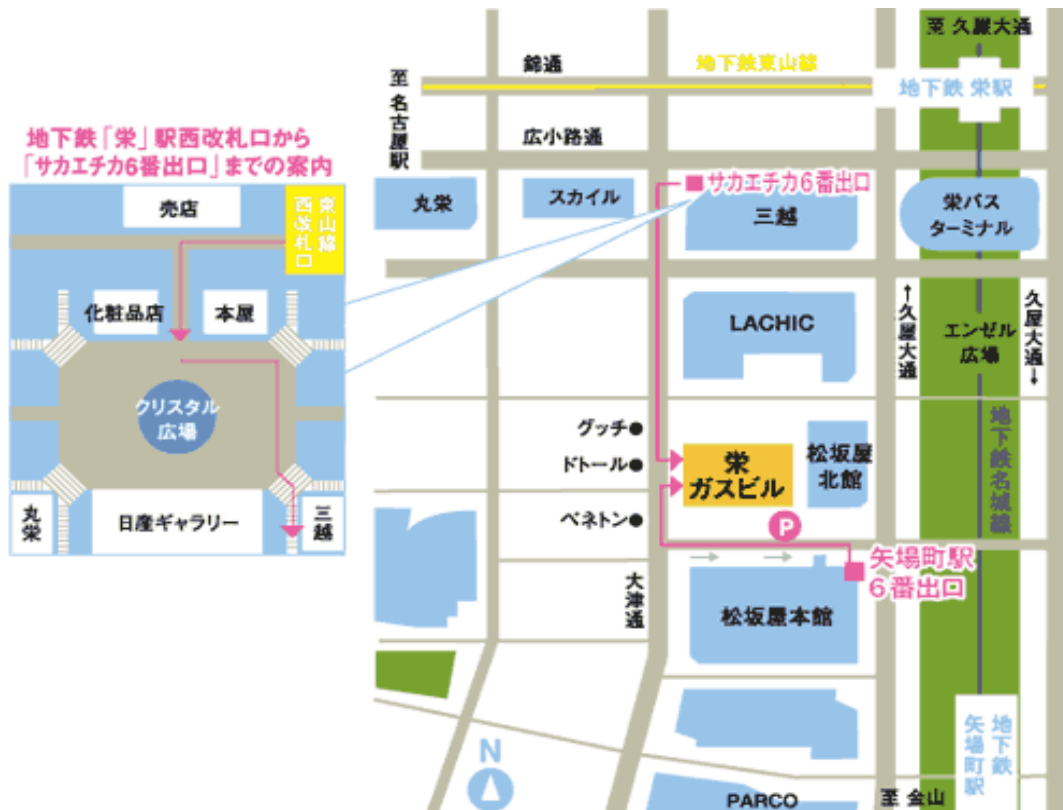 地下鉄「栄」駅西改札口から
「サカエチカ6番出口」までの案内
売店
東山線
西改札口
化粧品店
本屋
クリスタル
広場
丸栄
日産ギャラリー
三越
至 久屋大通
錦通
地下鉄東山線
地下鉄 栄駅
至 名古屋駅
広小路通
丸栄
スカイル
サカエチカ6番出口
三越
栄バス
ターミナル
LACHIC
↑久屋大通
エンゼル
広場
久屋大通↓
グッチ
ドトール
ベネトン
栄
ガスビル
松坂屋
北館
地下鉄名城線
P
矢場町駅
6番出口
大津通
松坂屋本館
地下鉄
矢場町駅
N
PARCO
至 金山